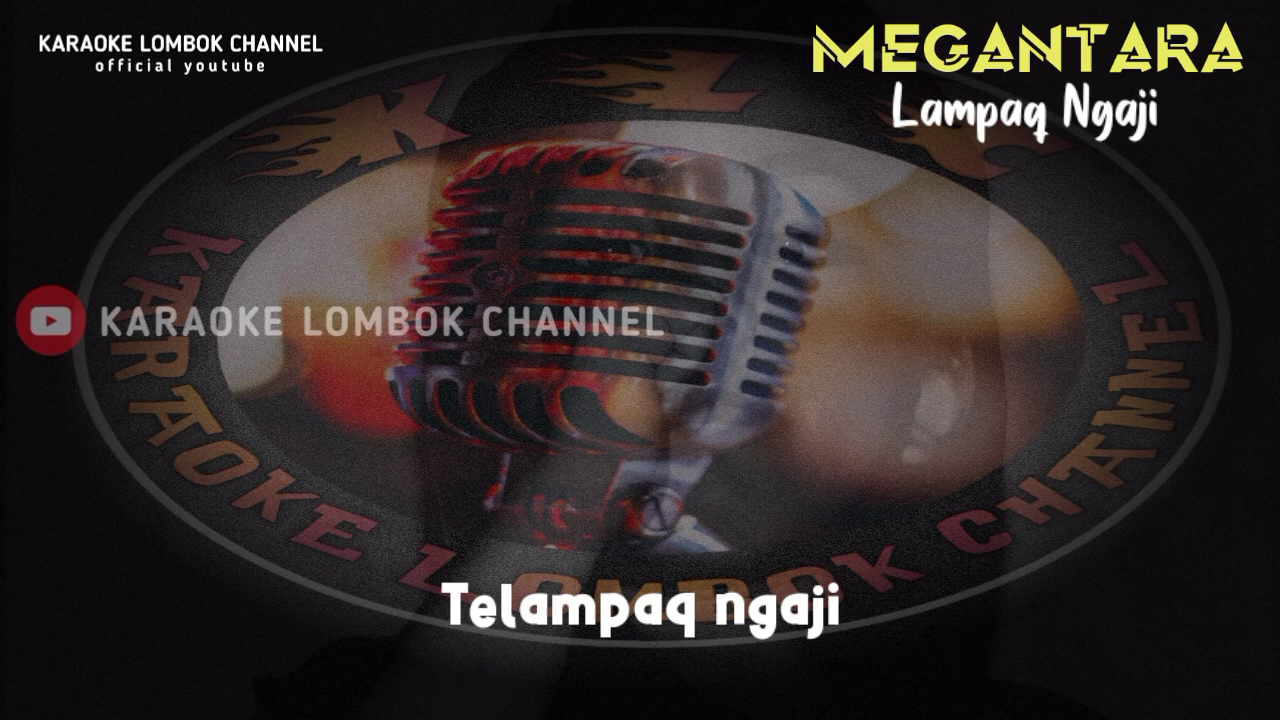 KARAOKE LOMBOK CHANNEL
official youtube
MEGANTARA
Lampaq Ngaji
K L C
KARAOKE LOMBOK CHANNEL
KARAOKE LOMBOK CHANNEL
Telampaq ngaji